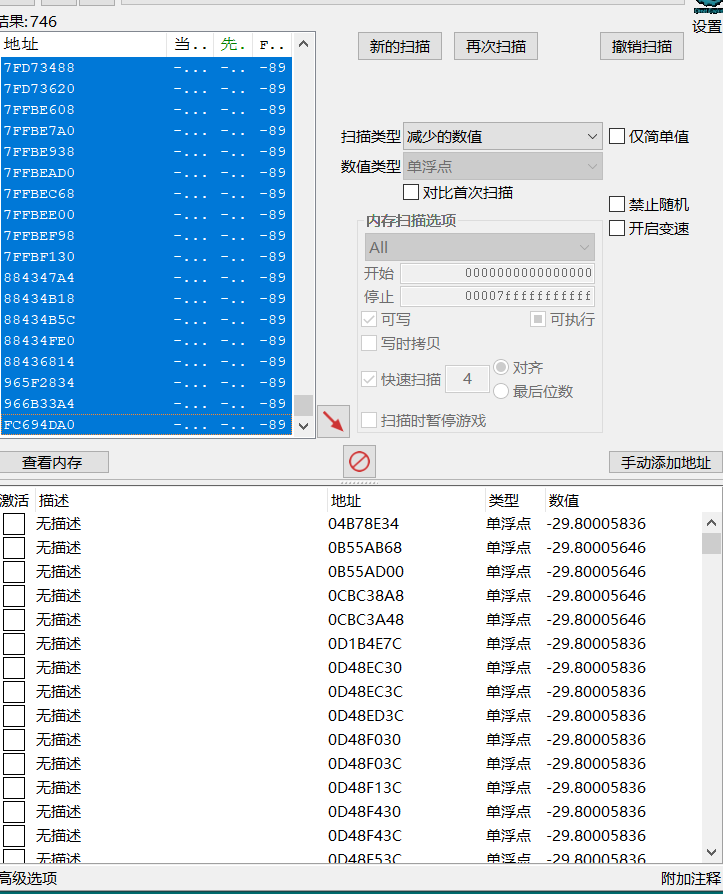 结果:746
设置
地址 当.. 先.. F..
7FD73488 -... -.. -89
7FD73620 -... -.. -89
7FFBE608 -... -.. -89
7FFBE7A0 -... -.. -89
7FFBE938 -... -.. -89
7FFBEAD0 -... -.. -89
7FFBEC68 -... -.. -89
7FFBEE00 -... -.. -89
7FFBEF98 -... -.. -89
7FFBF130 -... -.. -89
884347A4 -... -.. -89
88434B18 -... -.. -89
88434B5C -... -.. -89
88434FE0 -... -.. -89
88436814 -... -.. -89
965F2834 -... -.. -89
966B33A4 -... -.. -89
FC694DA0 -... -.. -89
新的扫描 再次扫描 撤销扫描
扫描类型 减少的数值 仅简单值
数值类型 单浮点
对比首次扫描
禁止随机
开启变速
内存扫描选项
All
开始 0000000000000000
停止 00007fffffffffff
可写 可执行
写时拷贝
快速扫描 4 对齐
最后位数
扫描时暂停游戏
查看内存 手动添加地址
激活 描述 地址 类型 数值
无描述 04B78E34 单浮点 -29.80005836
无描述 0B55AB68 单浮点 -29.80005646
无描述 0B55AD00 单浮点 -29.80005646
无描述 0CBC38A8 单浮点 -29.80005646
无描述 0CBC3A48 单浮点 -29.80005646
无描述 0D1B4E7C 单浮点 -29.80005836
无描述 0D48EC30 单浮点 -29.80005836
无描述 0D48EC3C 单浮点 -29.80005836
无描述 0D48ED3C 单浮点 -29.80005836
无描述 0D48F030 单浮点 -29.80005836
无描述 0D48F03C 单浮点 -29.80005836
无描述 0D48F13C 单浮点 -29.80005836
无描述 0D48F430 单浮点 -29.80005836
无描述 0D48F43C 单浮点 -29.80005836
无描述 0D48F53C 单浮点 -29.80005836
高级选项 附加注释